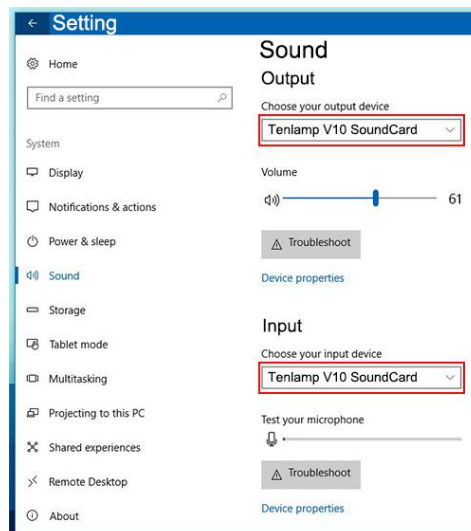 Setting
Home
Find a setting
System
Display
Notifications & actions
Power & sleep
Sound
Storage
Tablet mode
Multitasking
Projecting to this PC
Shared experiences
Remote Desktop
About
Sound
Output
Choose your output device
Tenlamp V10 SoundCard
Volume
61
Troubleshoot
Device properties
Input
Choose your input device
Tenlamp V10 SoundCard
Test your microphone
Troubleshoot
Device properties